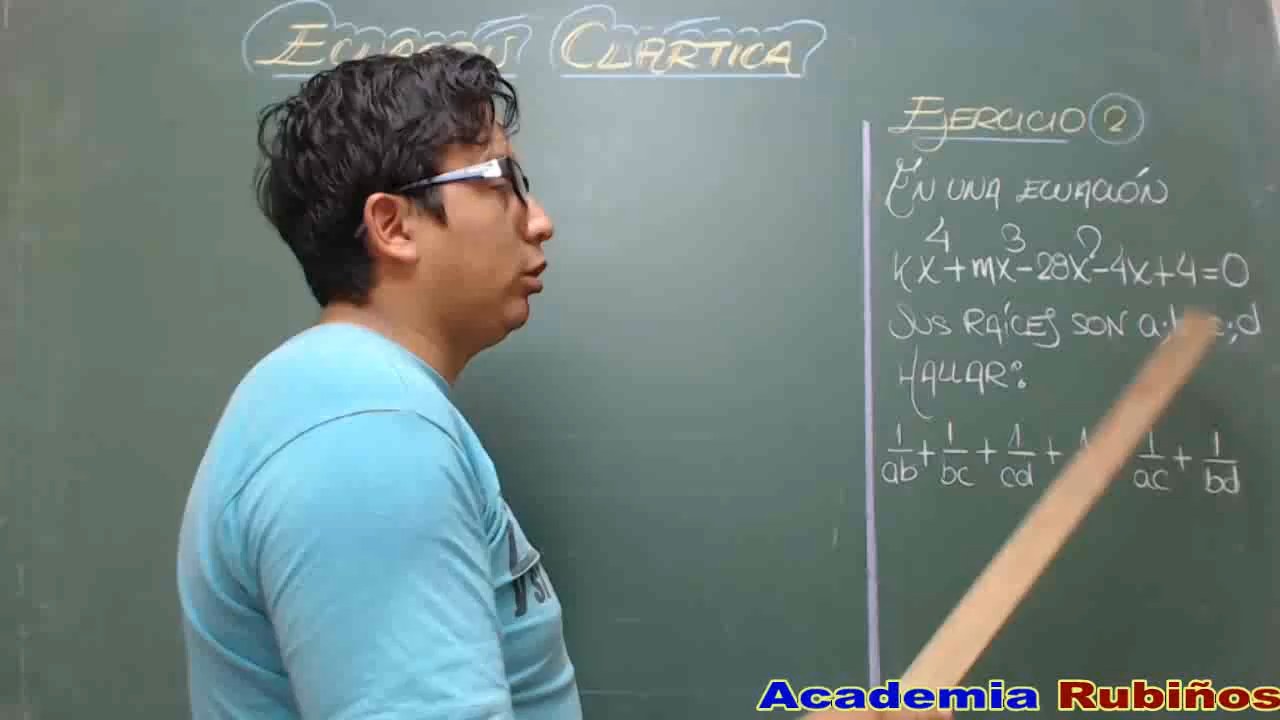 ECUACIÓN CUÁRTICA
EJERCICIO 2
EN UNA ECUACIÓN
Kx⁴+mx³-28x²-4x+4=0
SUS RAÍCES SON a; d
HALLAR:
1/ab + 1/bc + 1/cd + 1/ac + 1/bd
Academia Rubiños